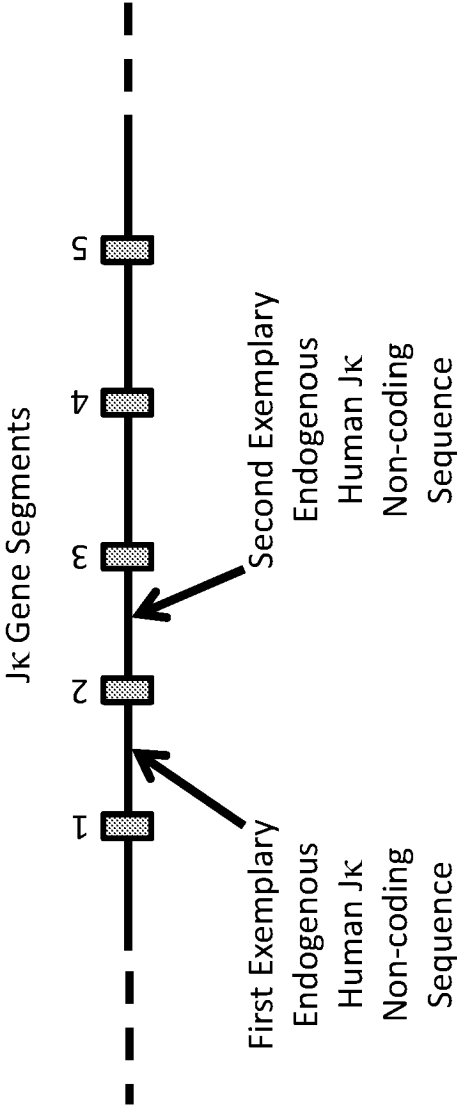 Jκ Gene Segments
1 2 3 4 5
First Exemplary
Endogenous
Human Jκ
Non-coding
Sequence
Second Exemplary
Endogenous
Human Jκ
Non-coding
Sequence